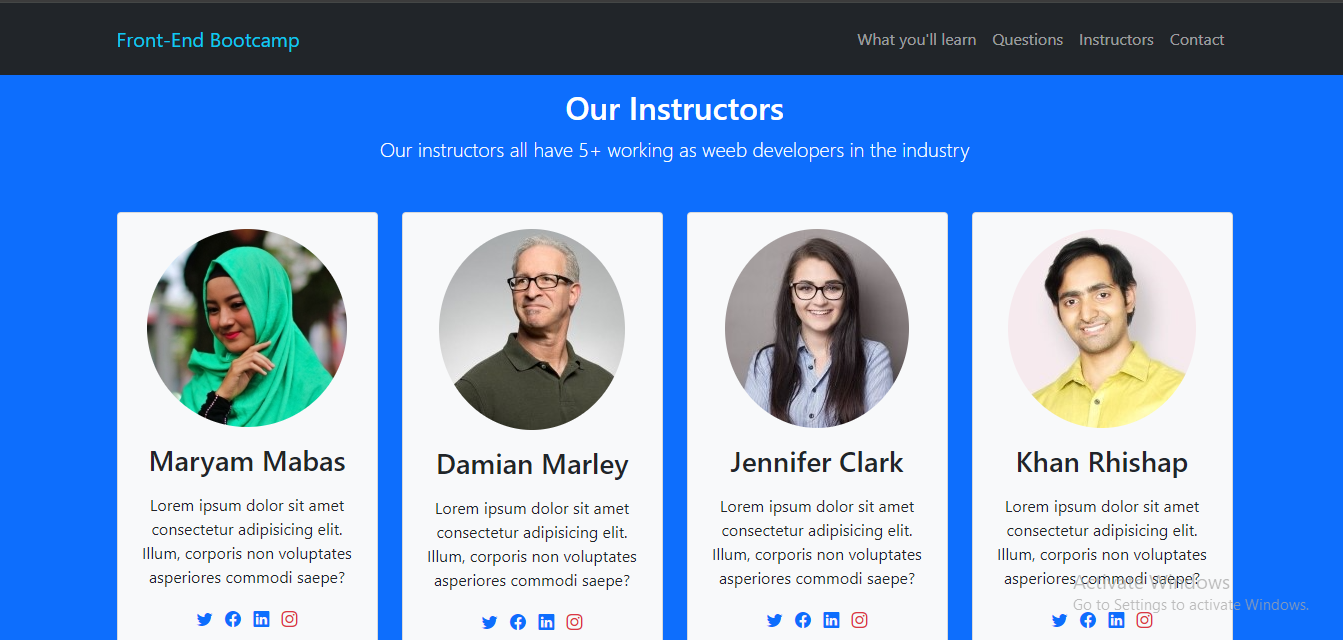 Front-End Bootcamp
What you'll learn Questions Instructors Contact
Our Instructors
Our instructors all have 5+ working as weeb developers in the industry
Maryam Mabas
Lorem ipsum dolor sit amet
consectetur adipisicing elit.
Illum, corporis non voluptates
asperiores commodi saepe?
Damian Marley
Lorem ipsum dolor sit amet
consectetur adipisicing elit.
Illum, corporis non voluptates
asperiores commodi saepe?
Jennifer Clark
Lorem ipsum dolor sit amet
consectetur adipisicing elit.
Illum, corporis non voluptates
asperiores commodi saepe?
Khan Rhishap
Lorem ipsum dolor sit amet
consectetur adipisicing elit.
Illum, corporis non voluptates
asperiores commodi saepe?
Activate Windows
Go to Settings to activate Windows.